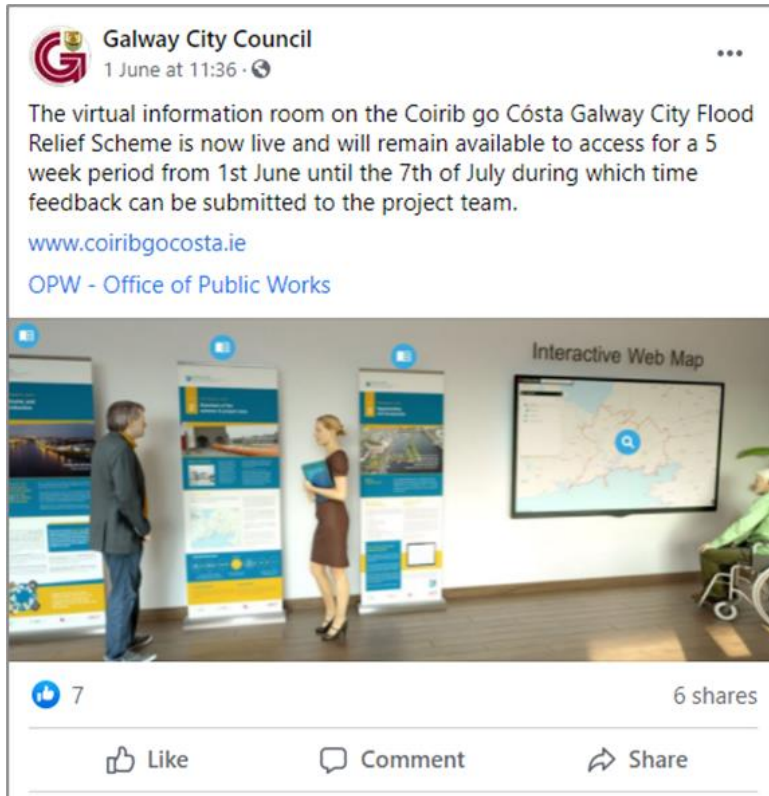 Galway City Council
1 June at 11:36 ·
The virtual information room on the Coirib go Cósta Galway City Flood
Relief Scheme is now live and will remain available to access for a 5
week period from 1st June until the 7th of July during which time
feedback can be submitted to the project team.
www.coiribgocosta.ie
OPW - Office of Public Works
Interactive Web Map
7
6 shares
Like
Comment
Share